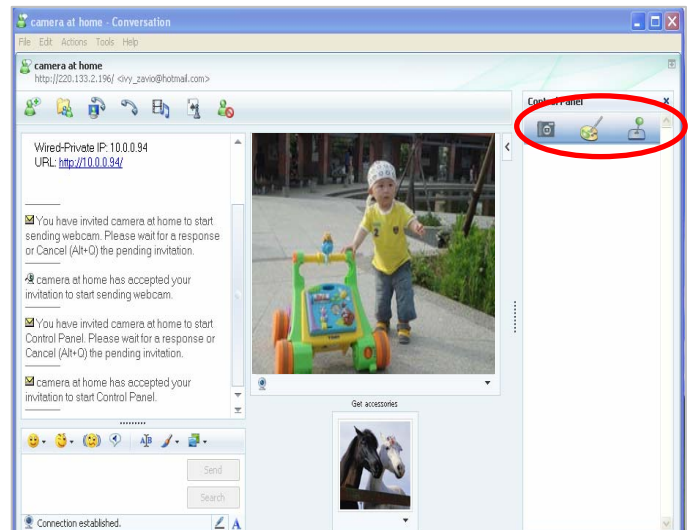 camera at home - Conversation
File Edit Actions Tools Help
camera at home
http://220.133.2.196/ <ivy_zavio@hotmail.com>
Control Panel x
Wired-Private IP: 10.0.0.94
URL: http://10.0.0.94/
You have invited camera at home to start
sending webcam. Please wait for a response
or Cancel (Alt+Q) the pending invitation.
camera at home has accepted your
invitation to start sending webcam.
You have invited camera at home to start
Control Panel. Please wait for a response or
Cancel (Alt+Q) the pending invitation.
camera at home has accepted your
invitation to start Control Panel.
Get accessories
Send
Search
Connection established.